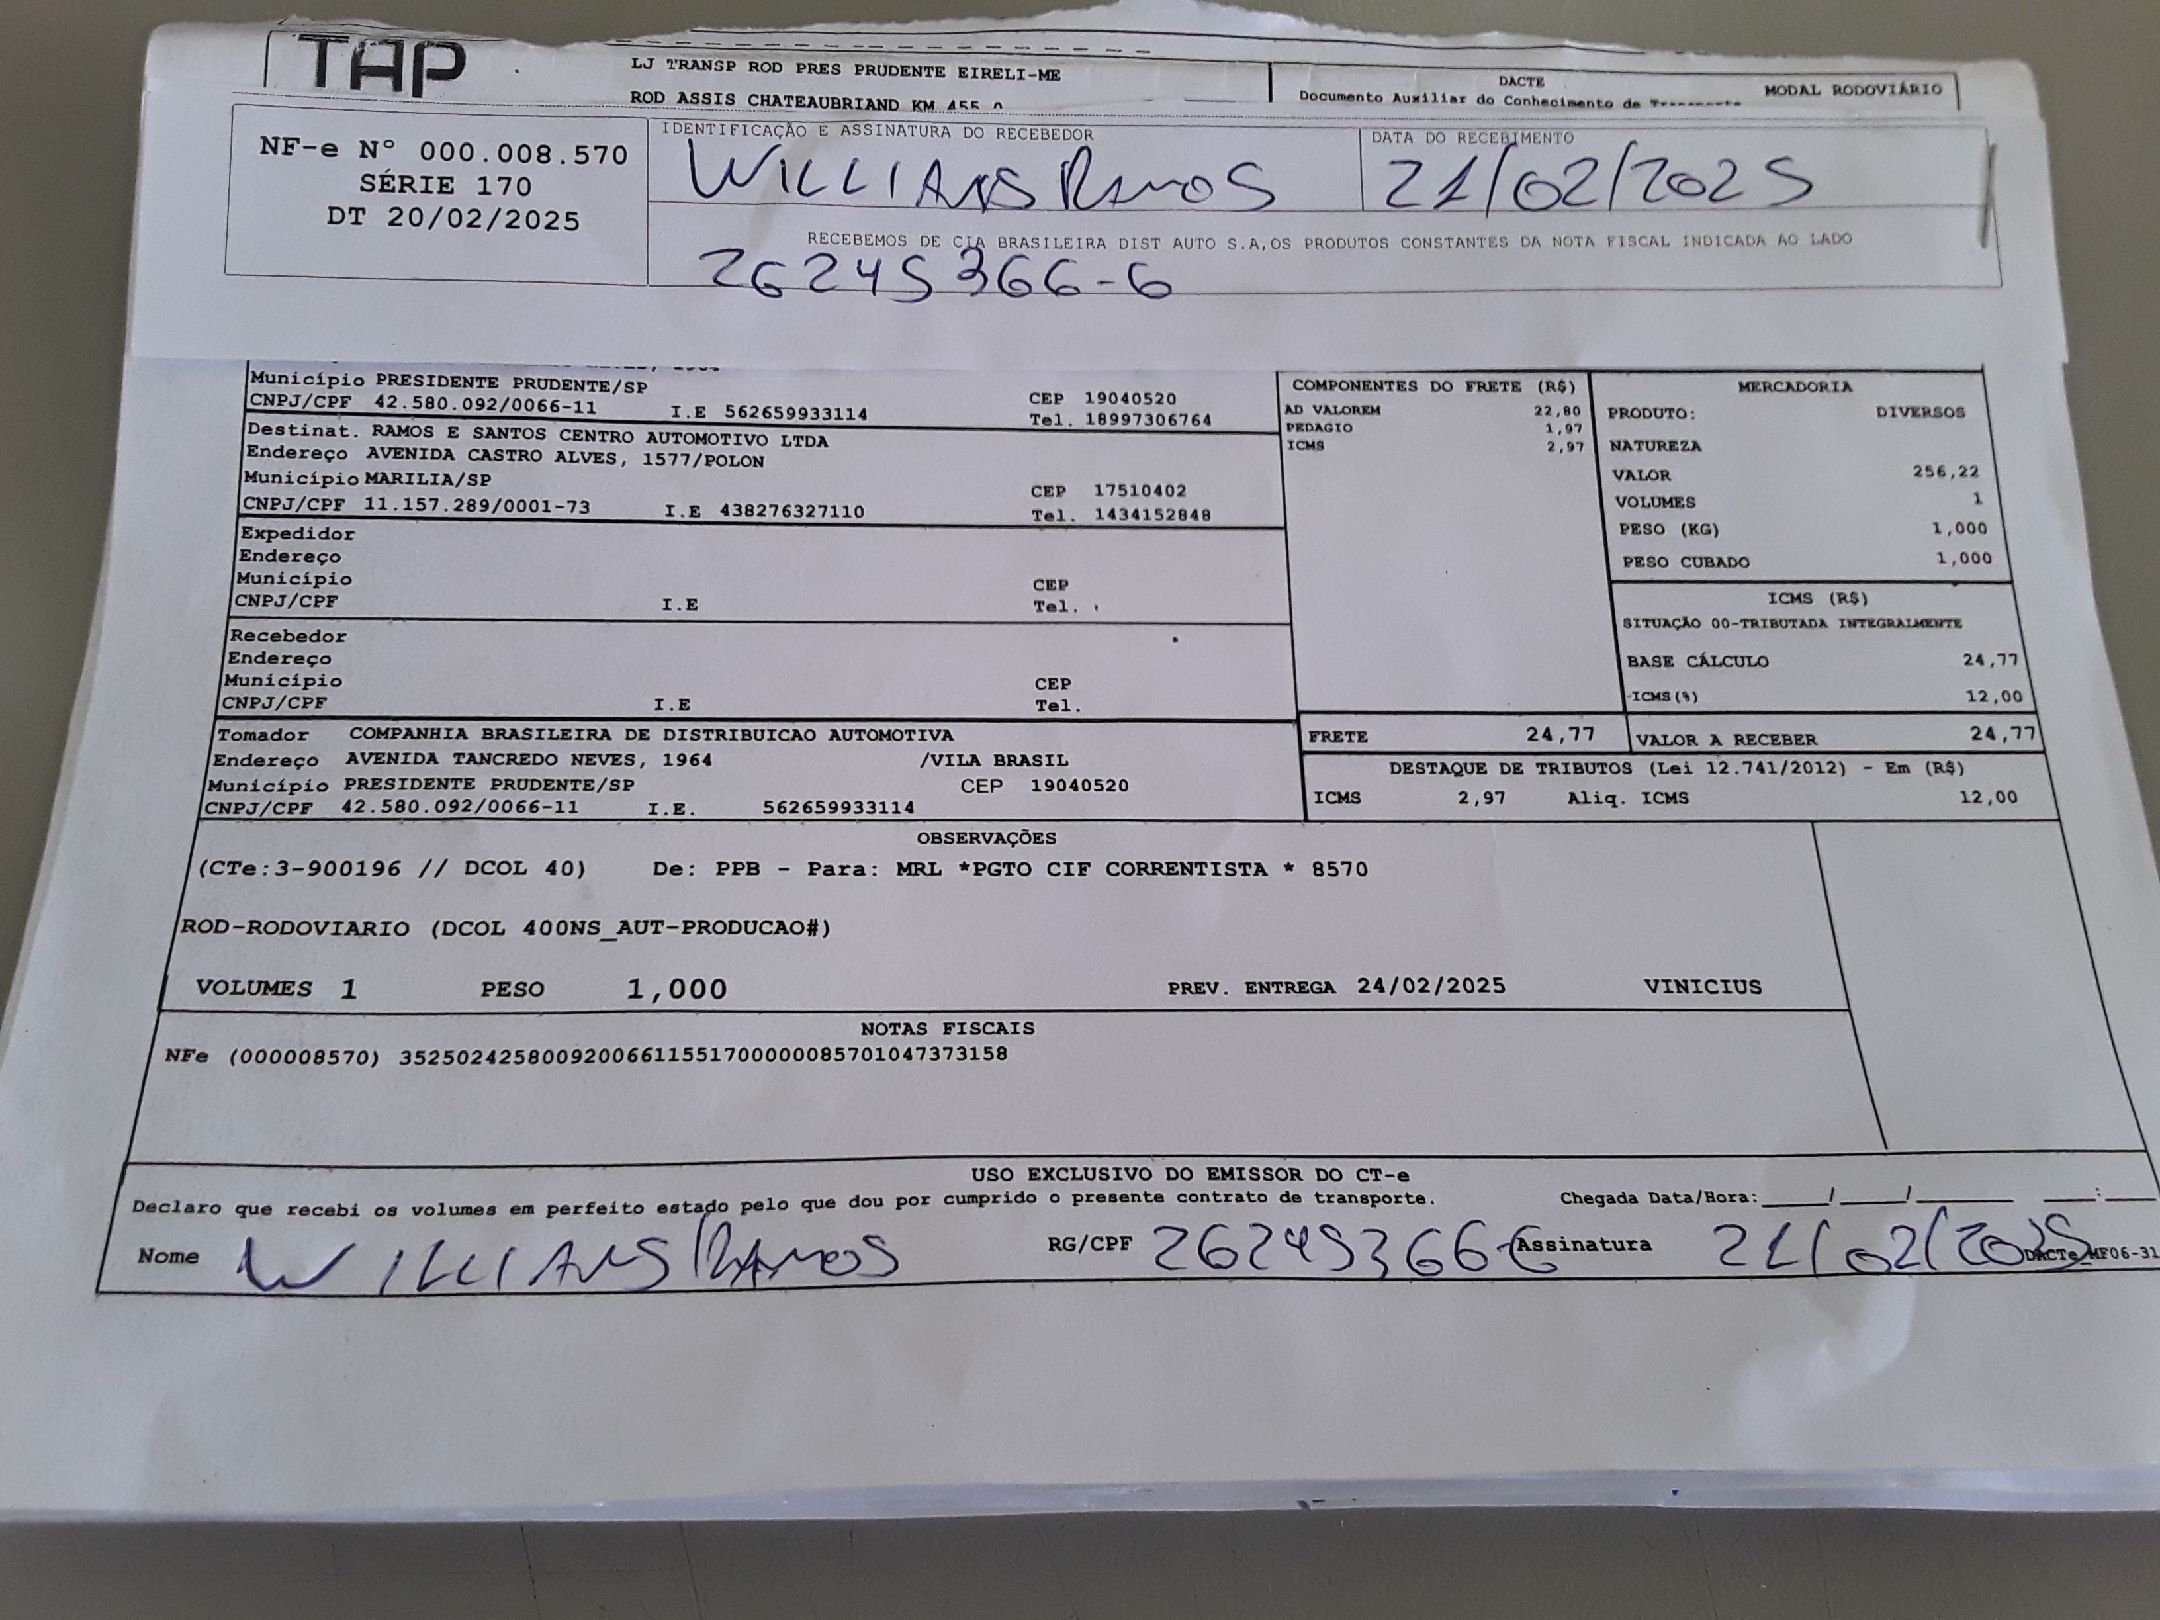 TAP
LJ TRANSP ROD PRES PRUDENTE EIRELI-ME
ROD ASSIS CHATEAUBRIAND KM 455
DACTE
Documento Auxiliar do Conhecimento de
MODAL RODOVIÁRIO
NF-e Nº 000.008.570
SÉRIE 170
DT 20/02/2025
IDENTIFICAÇÃO E ASSINATURA DO RECEBEDOR
WILLIANS RAMOS
DATA DO RECEBIMENTO
21/02/2025
RECEBEMOS DE CIA BRASILEIRA DIST AUTO S.A,OS PRODUTOS CONSTANTES DA NOTA FISCAL INDICADA AO LADO
26245366-6
Município PRESIDENTE PRUDENTE/SP CEP 19040520
CNPJ/CPF 42.580.092/0066-11 I.E 562659933114 Tel. 18997306764
Destinat. RAMOS E SANTOS CENTRO AUTOMOTIVO LTDA
Endereço AVENIDA CASTRO ALVES, 1577/POLON
Município MARILIA/SP CEP 17510402
CNPJ/CPF 11.157.289/0001-73 I.E 438276327110 Tel. 1434152848
Expedidor
Endereço
Município CEP
CNPJ/CPF I.E Tel.
Recebedor
Endereço
Município CEP
CNPJ/CPF I.E Tel.
Tomador COMPANHIA BRASILEIRA DE DISTRIBUICAO AUTOMOTIVA
Endereço AVENIDA TANCREDO NEVES, 1964 /VILA BRASIL
Município PRESIDENTE PRUDENTE/SP CEP 19040520
CNPJ/CPF 42.580.092/0066-11 I.E. 562659933114
COMPONENTES DO FRETE (R$)
AD VALOREM 22,80
PEDAGIO 1,97
ICMS 2,97
MERCADORIA
PRODUTO: DIVERSOS
NATUREZA
VALOR 256,22
VOLUMES 1
PESO (KG) 1,000
PESO CUBADO 1,000
ICMS (R$)
SITUAÇÃO 00-TRIBUTADA INTEGRALMENTE
BASE CÁLCULO 24,77
ICMS(%) 12,00
FRETE 24,77 VALOR A RECEBER 24,77
DESTAQUE DE TRIBUTOS (Lei 12.741/2012) - Em (R$)
ICMS 2,97 Aliq. ICMS 12,00
OBSERVAÇÕES
(CTe:3-900196 // DCOL 40) De: PPB - Para: MRL *PGTO CIF CORRENTISTA * 8570
ROD-RODOVIARIO (DCOL 400NS_AUT-PRODUCAO#)
VOLUMES 1 PESO 1,000 PREV. ENTREGA 24/02/2025 VINICIUS
NOTAS FISCAIS
NFe (000008570) 35250242580092006611551700000085701047373158
USO EXCLUSIVO DO EMISSOR DO CT-e
Declaro que recebi os volumes em perfeito estado pelo que dou por cumprido o presente contrato de transporte. Chegada Data/Hora:____/____/______ ___:___
Nome WILLIANS RAMOS RG/CPF 26245366-6 Assinatura 21/02/2025 DACTe_MF06-31